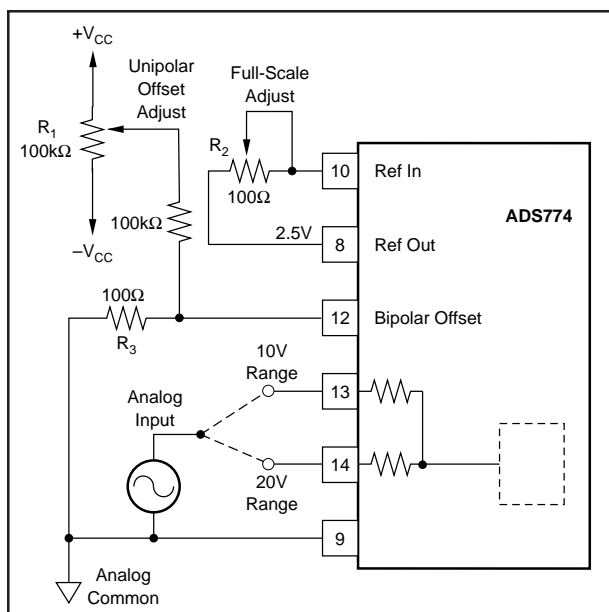 +VCC
Unipolar
Offset
Adjust
Full-Scale
Adjust
R1
100kΩ
R2
100Ω
10
Ref In
ADS774
100kΩ
–VCC
2.5V
8
Ref Out
100Ω
R3
12
Bipolar Offset
10V
Range
13
Analog
Input
14
20V
Range
9
Analog
Common